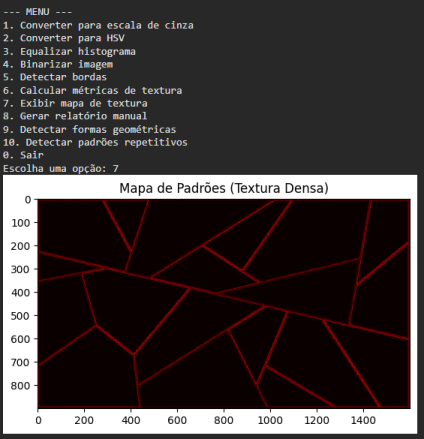 --- MENU ---
1. Converter para escala de cinza
2. Converter para HSV
3. Equalizar histograma
4. Binarizar imagem
5. Detectar bordas
6. Calcular métricas de textura
7. Exibir mapa de textura
8. Gerar relatório manual
9. Detectar formas geométricas
10. Detectar padrões repetitivos
0. Sair
Escolha uma opção: 7
Mapa de Padrões (Textura Densa)
0
100
200
300
400
500
600
700
800
0 200 400 600 800 1000 1200 1400